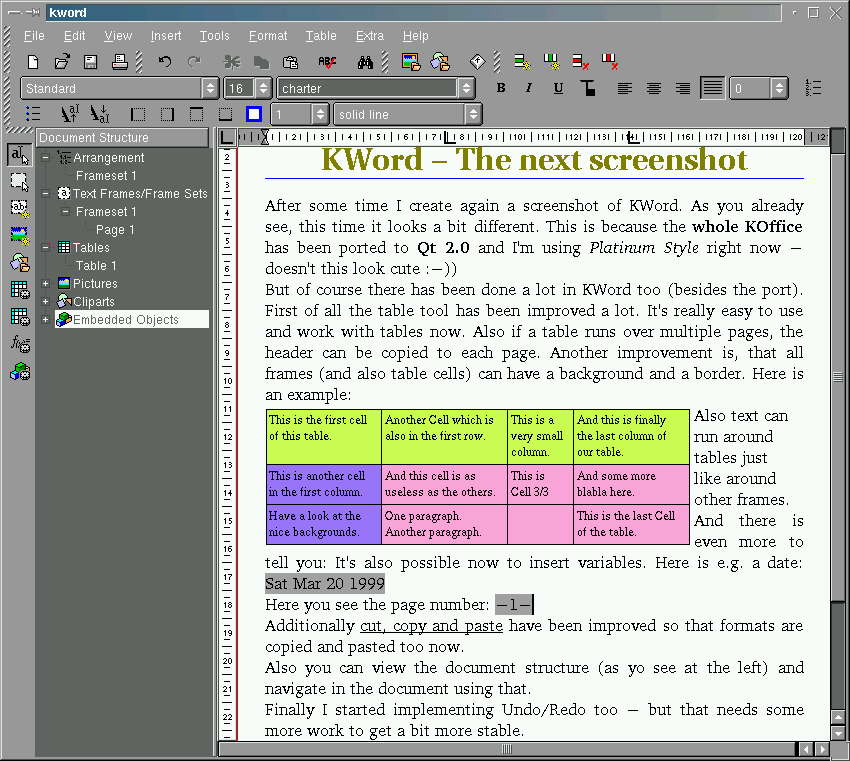 kword
File Edit View Insert Tools Format Table Extra Help
ABC
Standard 16 charter B I U T 0
1 solid line
Document Structure
Arrangement
Frameset 1
Text Frames/Frame Sets
Frameset 1
Page 1
Tables
Table 1
Pictures
Cliparts
Embedded Objects
KWord – The next screenshot
After some time I create again a screenshot of KWord. As you already
see, this time it looks a bit different. This is because the whole KOffice
has been ported to Qt 2.0 and I'm using Platinum Style right now –
doesn't this look cute :–))
But of course there has been done a lot in KWord too (besides the port).
First of all the table tool has been improved a lot. It's really easy to use
and work with tables now. Also if a table runs over multiple pages, the
header can be copied to each page. Another improvement is, that all
frames (and also table cells) can have a background and a border. Here is
an example:
This is the first cell
of this table.
Another Cell which is
also in the first row.
This is a
very small
column.
And this is finally
the last column of
our table.
This is another cell
in the first column.
And this cell is as
useless as the others.
This is
Cell 3/3
And some more
blabla here.
Have a look at the
nice backgrounds.
One paragraph.
Another paragraph.
This is the last Cell
of the table.
Also text can
run around
tables just
like around
other frames.
And there is
even more to
tell you: It's also possible now to insert variables. Here is e.g. a date:
Sat Mar 20 1999
Here you see the page number: –1–
Additionally cut, copy and paste have been improved so that formats are
copied and pasted too now.
Also you can view the document structure (as yo see at the left) and
navigate in the document using that.
Finally I started implementing Undo/Redo too – but that needs some
more work to get a bit more stable.